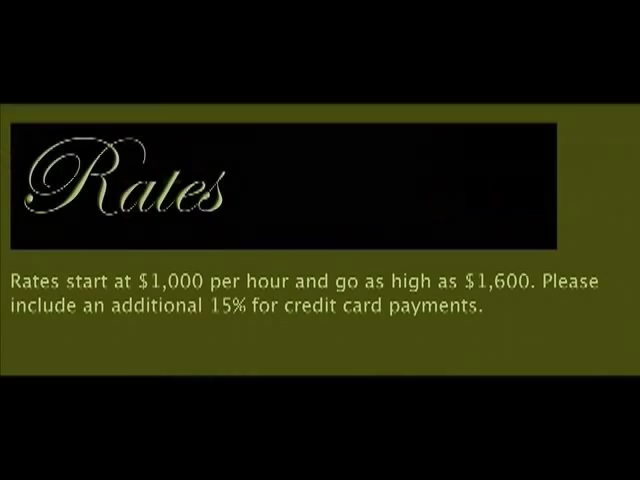 Rates
Rates start at $1,000 per hour and go as high as $1,600. Please
include an additional 15% for credit card payments.